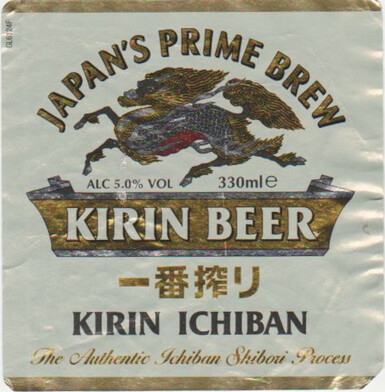 JAPAN'S PRIME BREW
ALC 5.0% VOL 330ml e
KIRIN BEER
一番搾り
KIRIN ICHIBAN
The Authentic Ichiban Shibori Process